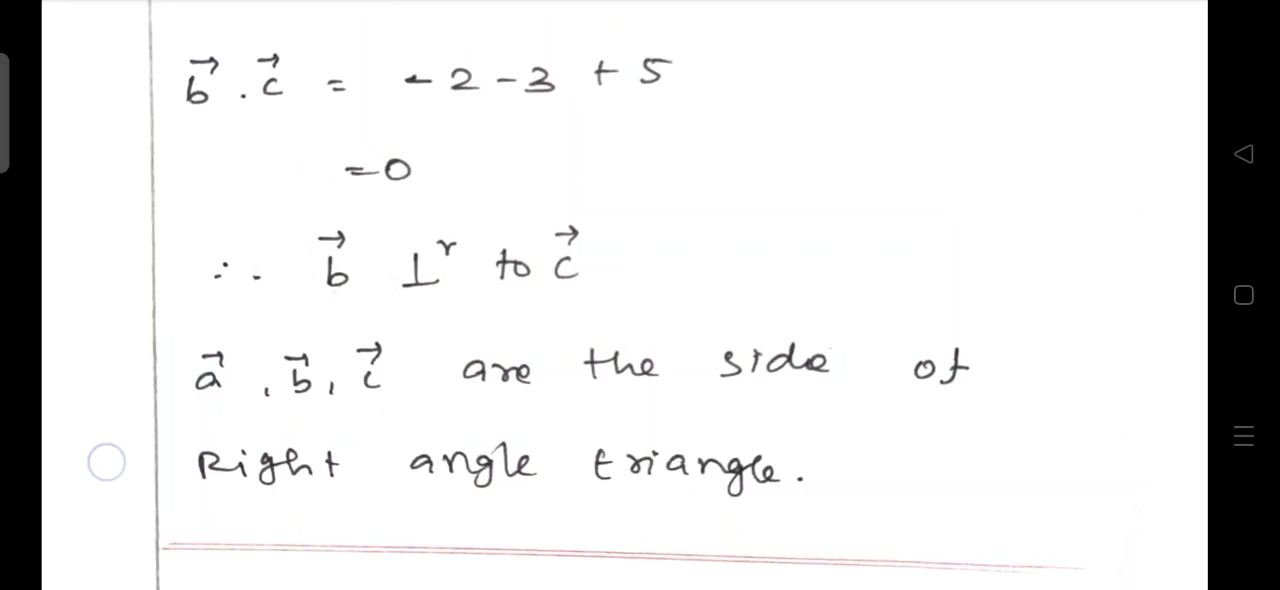 b⃗ . c⃗ = - 2 - 3 + 5
= 0
∴ b⃗ ⊥ʳ to c⃗
a⃗ , b⃗ , c⃗ are the side of
Right angle triangle.